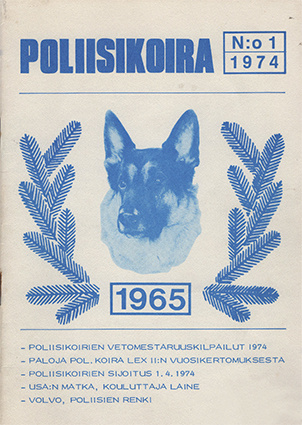 POLIISIKOIRA
N:o 1
1974
1965
- POLIISIKOIRIEN VETOMESTARUUSKILPAILUT 1974
- PALOJA POL. KOIRA LEX II:N VUOSIKERTOMUKSESTA
- POLIISIKOIRIEN SIJOITUS 1. 4. 1974
- USA:N MATKA, KOULUTTAJA LAINE
- VOLVO, POLIISIEN RENKI